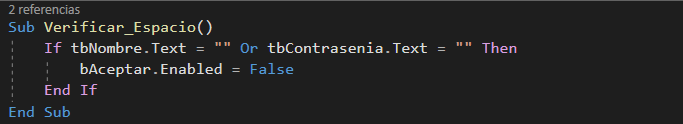 2 referencias
Sub Verificar_Espacio()
    If tbNombre.Text = "" Or tbContrasenia.Text = "" Then
        bAceptar.Enabled = False
    End If
End Sub